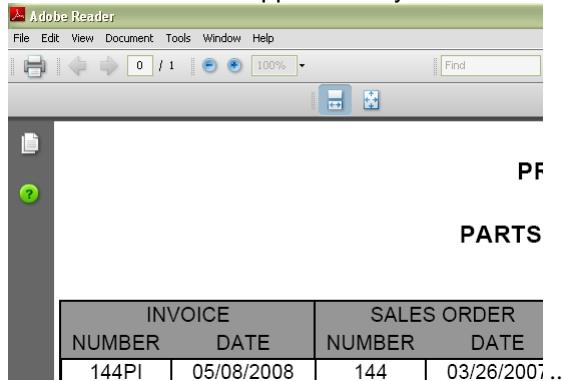 Adobe Reader
File Edit View Document Tools Window Help
0 / 1 100% Find
?
PARTS
INVOICE SALES ORDER
NUMBER DATE NUMBER DATE
144PI 05/08/2008 144 03/26/2007..